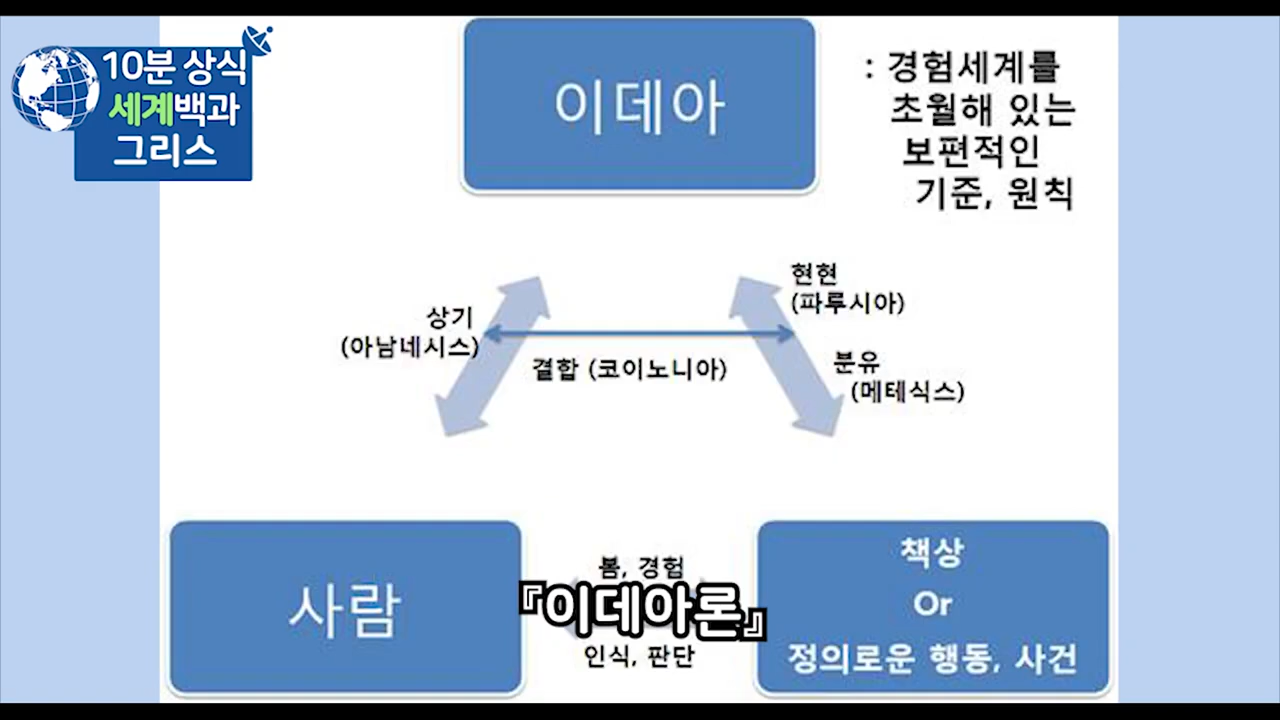 10분 상식
세계백과
그리스
이데아
: 경험세계를
초월해 있는
보편적인
기준, 원칙
현현
(파루시아)
상기
(아남네시스)
결합 (코이노니아)
분유
(메테식스)
사람
봄, 경험
『이데아론』
인식, 판단
책상
Or
정의로운 행동, 사건